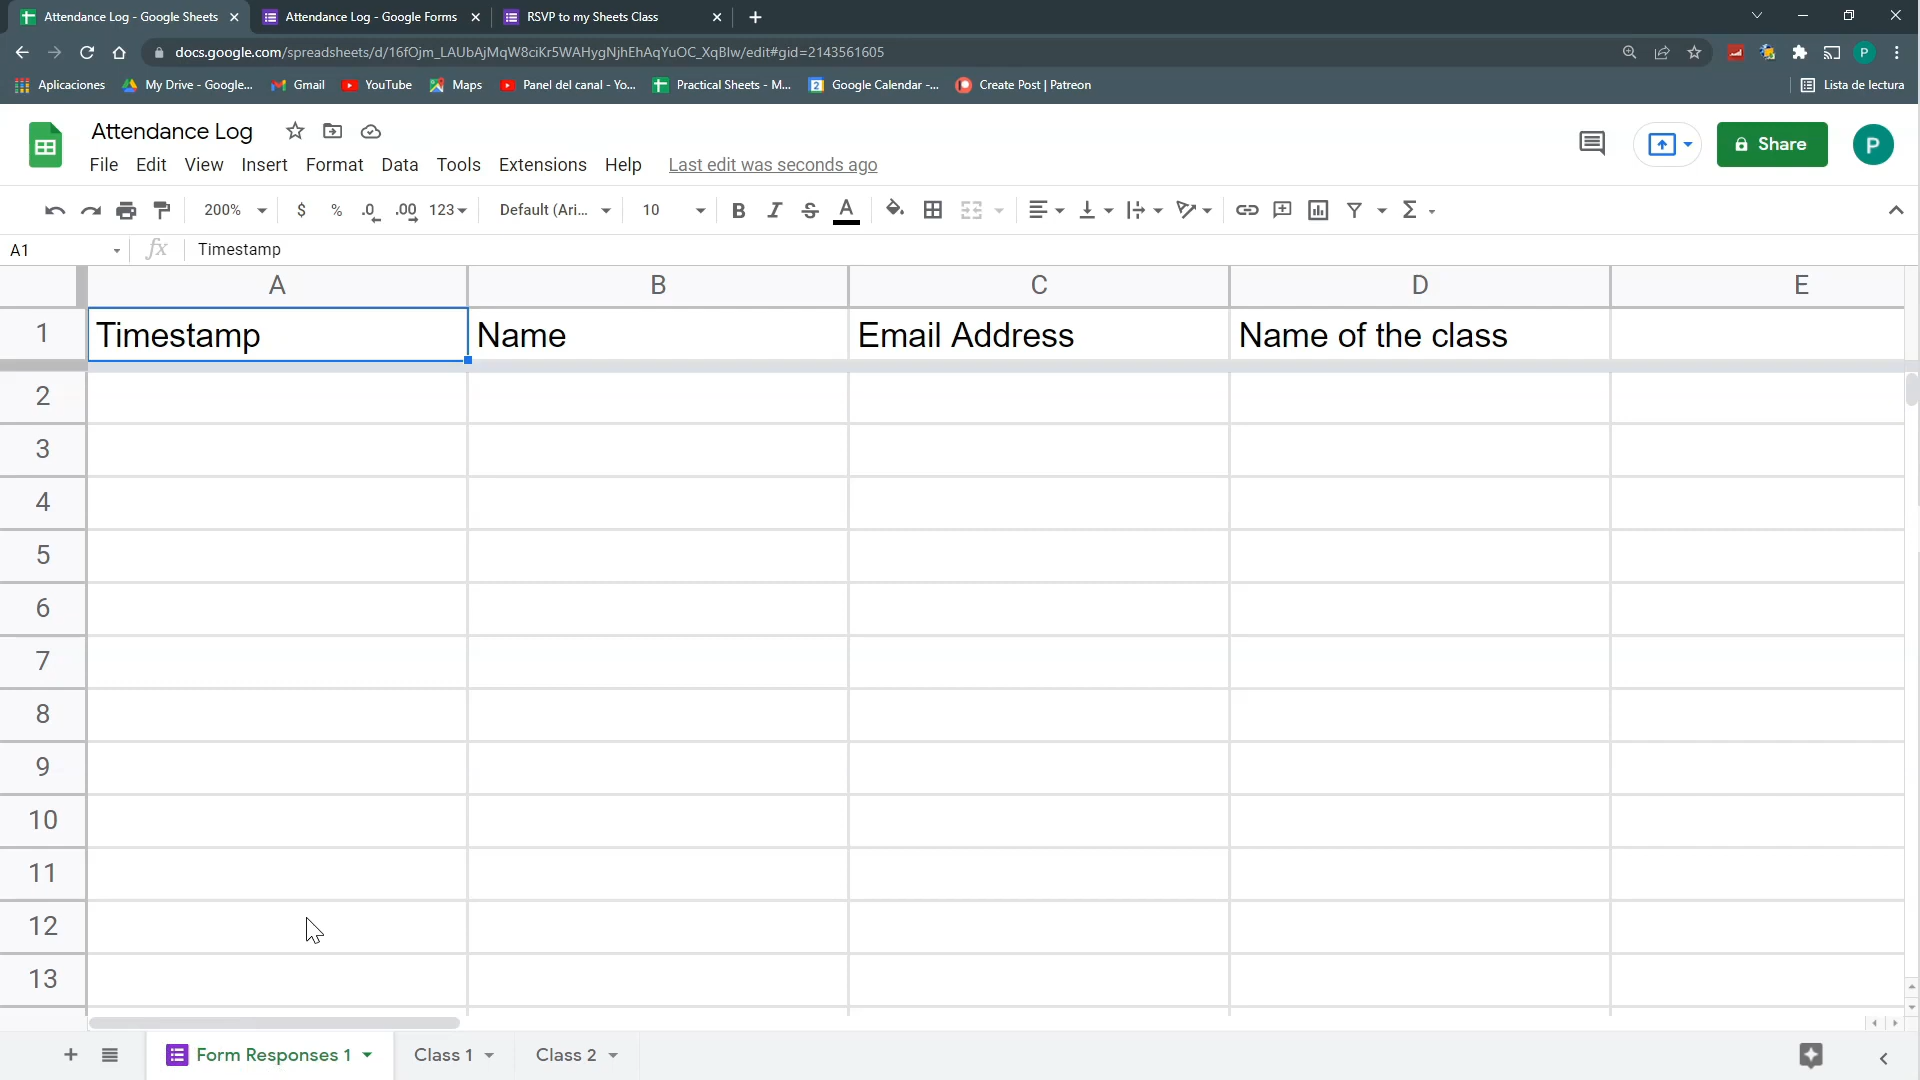 Attendance Log - Google Sheets
Attendance Log - Google Forms
RSVP to my Sheets Class
docs.google.com/spreadsheets/d/16fOjm_LAUbAjMqW8ciKr5WAHygNjhEhAqYuOC_XqBlw/edit#gid=2143561605
P
Aplicaciones
My Drive - Google...
Gmail
YouTube
Maps
Panel del canal - Yo...
Practical Sheets - M...
2
Google Calendar -...
Create Post | Patreon
Lista de lectura
Attendance Log
Share
P
File Edit View Insert Format Data Tools Extensions Help Last edit was seconds ago
200% $ % .0 .00 123 Default (Ari... 10 B I S A Σ
A1 fx Timestamp
A B C D E
1 Timestamp Name Email Address Name of the class
2
3
4
5
6
7
8
9
10
11
12
13
Form Responses 1 Class 1 Class 2